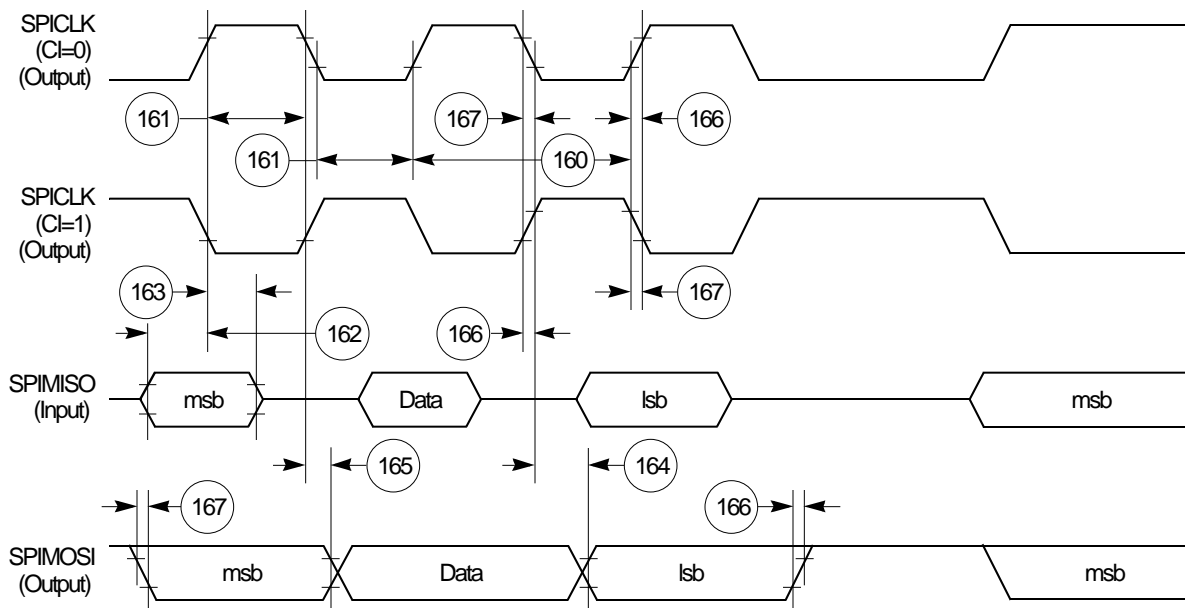 SPICLK
(CI=0)
(Output)
161
167
166
161
160
SPICLK
(CI=1)
(Output)
163
167
162
166
SPIMISO
(Input)
msb
Data
lsb
msb
165
164
167
166
SPIMOSI
(Output)
msb
Data
lsb
msb